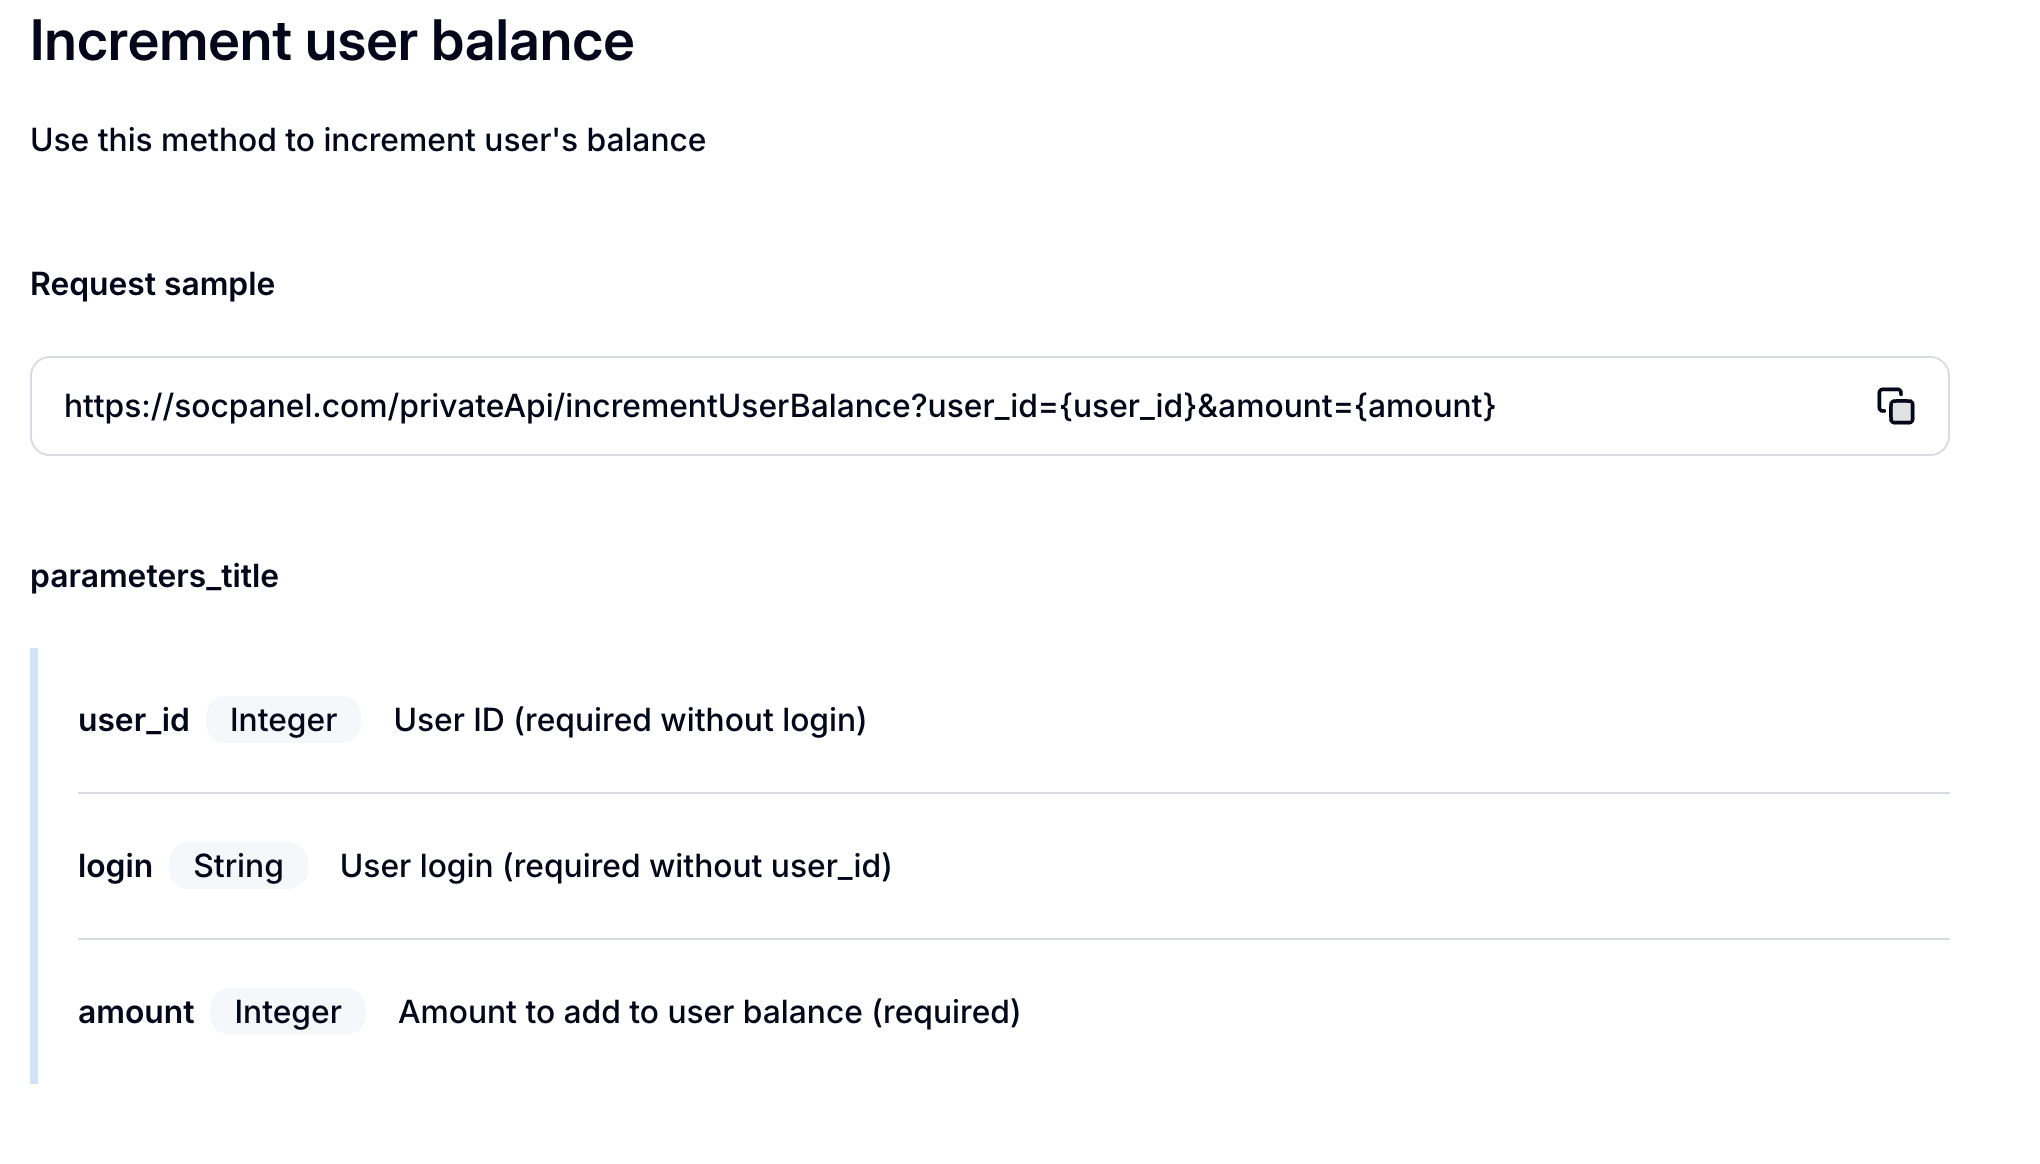 Increment user balance
Use this method to increment user's balance
Request sample
https://socpanel.com/privateApi/incrementUserBalance?user_id={user_id}&amount={amount}
parameters_title
user_id Integer User ID (required without login)
login String User login (required without user_id)
amount Integer Amount to add to user balance (required)